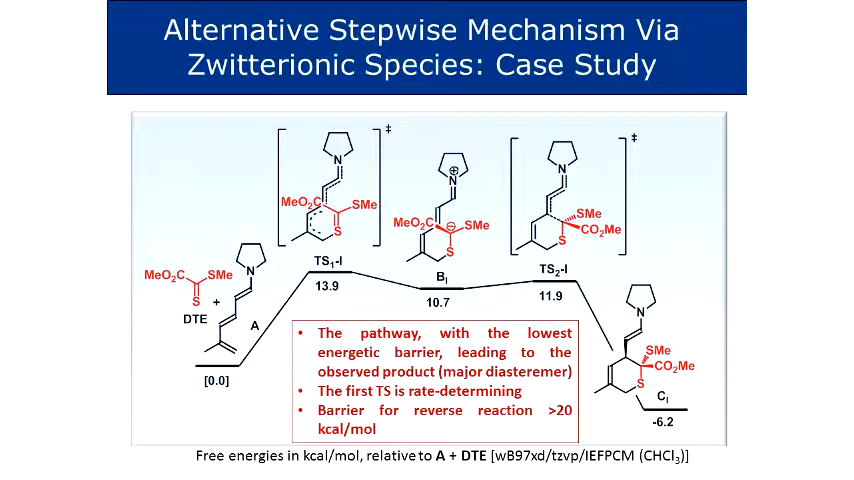 Alternative Stepwise Mechanism Via
Zwitterionic Species: Case Study
‡
‡
N
N
⊕
N
MeO₂C
SMe
S
MeO₂C
⊖
SMe
S
SMe
CO₂Me
S
TS₁-I
13.9
B_I
10.7
TS₂-I
11.9
MeO₂C
SMe
S
+
DTE
N
A
[0.0]
N
SMe
CO₂Me
S
C_I
-6.2
• The pathway, with the lowest
energetic barrier, leading to the
observed product (major diasteremer)
• The first TS is rate-determining
• Barrier for reverse reaction >20
kcal/mol
Free energies in kcal/mol, relative to A + DTE [wB97xd/tzvp/IEFPCM (CHCl₃)]